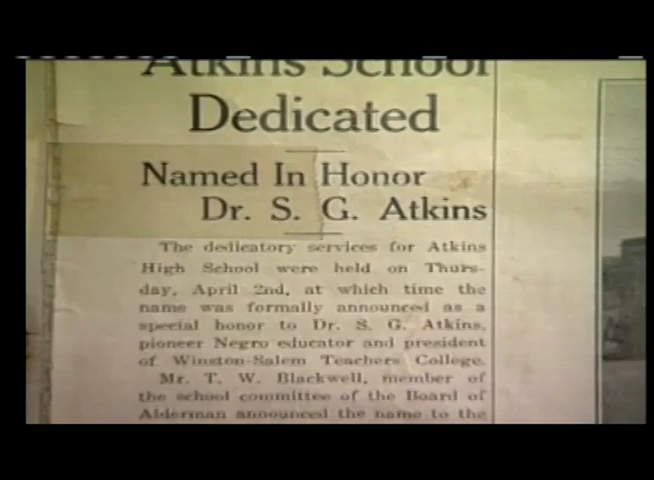 Atkins School
Dedicated
Named In Honor
Dr. S. G. Atkins
The dedicatory services for Atkins
High School were held on Thurs-
day, April 2nd, at which time the
name was formally announced as a
special honor to Dr. S. G. Atkins,
pioneer Negro educator and president
of Winston-Salem Teachers College.
Mr. T. W. Blackwell, member of
the school committee of the Board of
Alderman announced the name to the